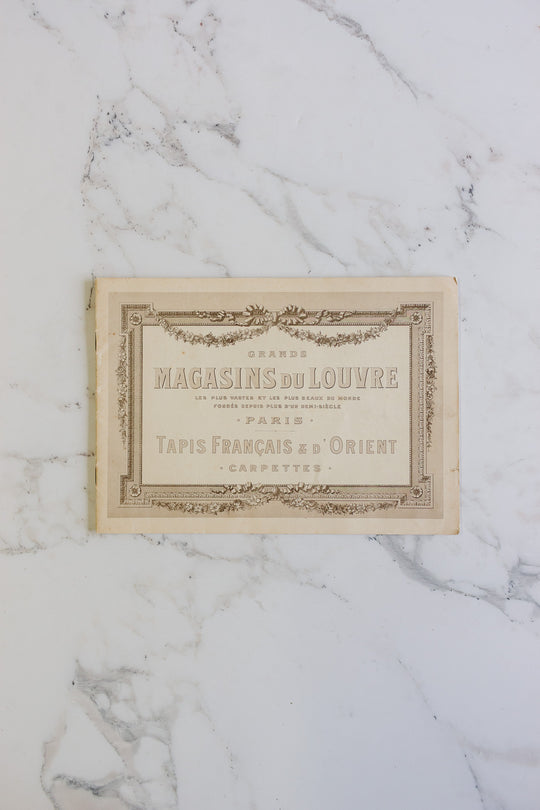 GRANDS
MAGASINS DU LOUVRE
LES PLUS VASTES ET LES PLUS BEAUX DU MONDE
FONDÉS DEPUIS PLUS D'UN DEMI-SIÈCLE
· PARIS ·
TAPIS FRANÇAIS & D'ORIENT
· CARPETTES ·